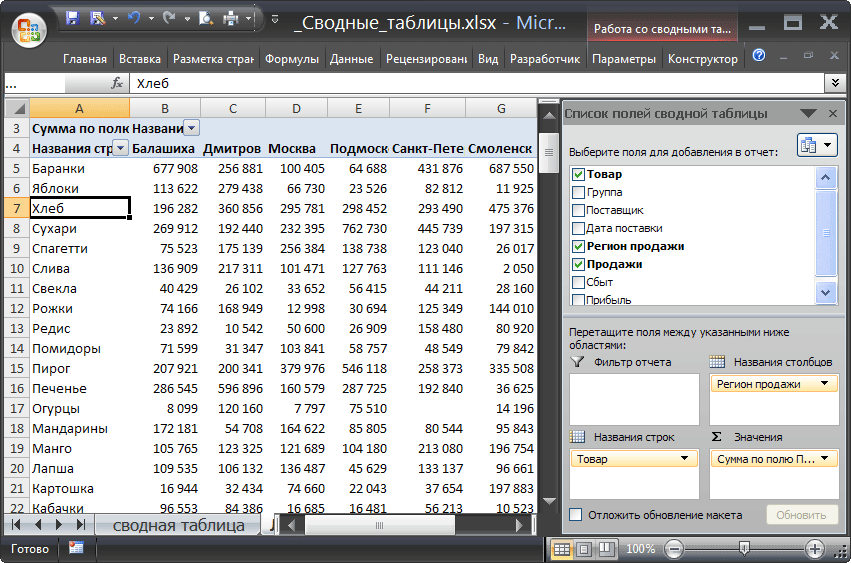 _Сводные_таблицы.xlsx - Micr...
Работа со сводными та...
Главная Вставка Разметка стран Формулы Данные Рецензировани Вид Разработчик Параметры Конструктор
... fx Хлеб
A B C D E F G
3 Сумма по полк Названи
4 Названия стр Балашиха Дмитров Москва Подмоск Санкт-Пете Смоленск
5 Баранки 677 908 256 881 100 405 64 688 431 876 687 550
6 Яблоки 113 622 279 438 66 730 23 526 82 812 11 925
7 Хлеб 196 282 360 856 295 781 298 452 293 490 475 376
8 Сухари 269 912 192 440 232 395 762 730 445 739 197 315
9 Спагетти 75 523 175 139 256 384 138 738 123 040 26 017
10 Слива 136 909 217 311 101 471 127 763 111 146 2 050
11 Свекла 40 429 26 102 33 652 56 415 44 211 28 160
12 Рожки 74 166 168 949 12 998 30 694 125 349 144 010
13 Редис 23 892 10 542 50 600 26 909 158 480 80 920
14 Помидоры 71 599 31 347 103 841 58 757 48 549 79 842
15 Пирог 207 921 200 341 379 976 546 118 258 373 335 508
16 Печенье 286 545 596 896 160 579 287 725 192 840 36 625
17 Огурцы 8 099 120 160 7 797 75 510 14 196
18 Мандарины 172 181 54 708 164 622 85 805 80 544 95 843
19 Манго 105 765 123 325 121 689 104 180 213 080 196 754
20 Лапша 109 535 106 132 136 487 45 629 133 137 96 661
21 Картошка 16 944 32 434 74 660 22 043 37 654 197 883
22 Кабачки 96 553 84 386 16 685 16 481 56 213 10 523
сводная таблица
Список полей сводной таблицы
Выберите поля для добавления в отчет:
Товар
Группа
Поставщик
Дата поставки
Регион продажи
Продажи
Сбыт
Прибыль
Перетащите поля между указанными ниже
областями:
Фильтр отчета Названия столбцов
Регион продажи
Названия строк Σ Значения
Товар Сумма по полю П...
Отложить обновление макета Обновить
Готово 100%